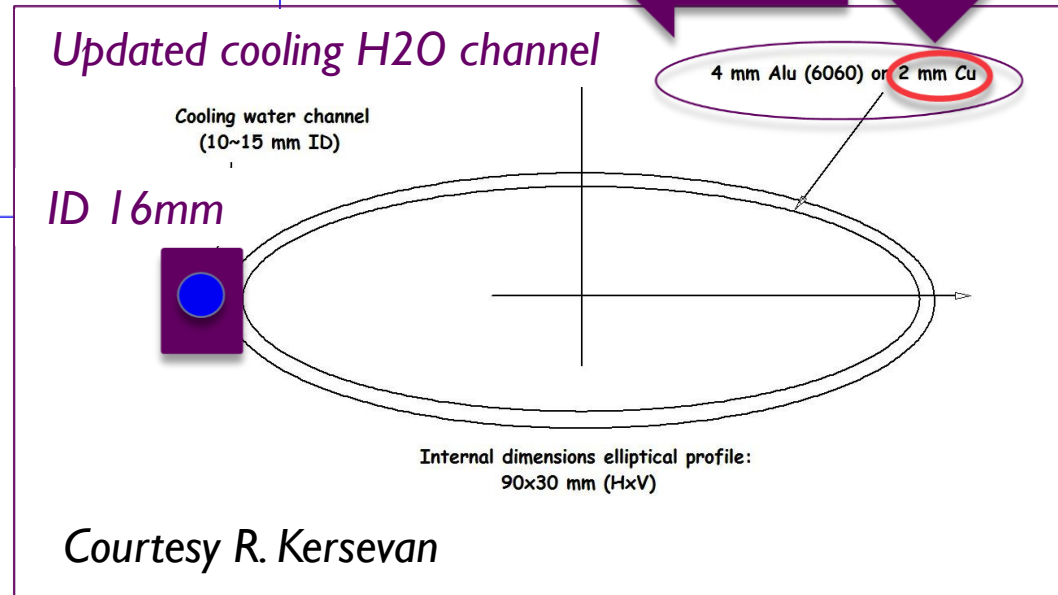 Updated cooling H2O channel
4 mm Alu (6060) or 2 mm Cu
Cooling water channel
(10~15 mm ID)
ID 16mm
Internal dimensions elliptical profile:
90x30 mm (HxV)
Courtesy R. Kersevan